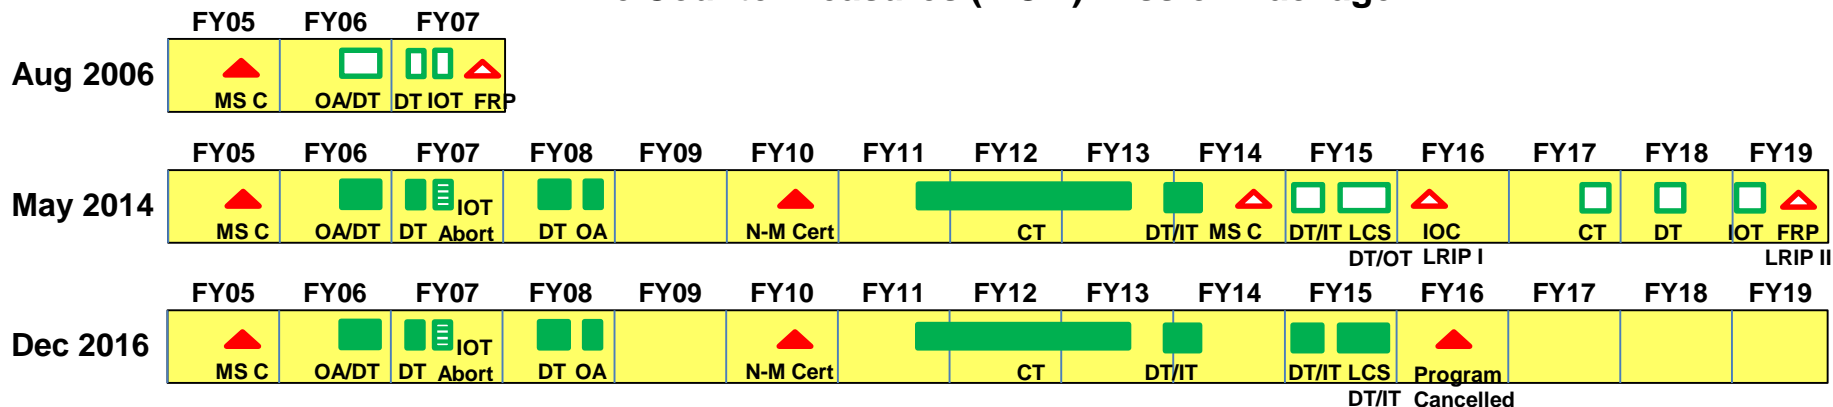 FY05 FY06 FY07
Aug 2006
MS C OA/DT DT IOT FRP
FY05 FY06 FY07 FY08 FY09 FY10 FY11 FY12 FY13 FY14 FY15 FY16 FY17 FY18 FY19
May 2014
IOT
MS C OA/DT DT Abort DT OA N-M Cert CT DT/IT MS C DT/IT LCS IOC CT DT IOT FRP
DT/OT LRIP I LRIP II
FY05 FY06 FY07 FY08 FY09 FY10 FY11 FY12 FY13 FY14 FY15 FY16 FY17 FY18 FY19
Dec 2016
IOT
MS C OA/DT DT Abort DT OA N-M Cert CT DT/IT DT/IT LCS Program
DT/IT Cancelled